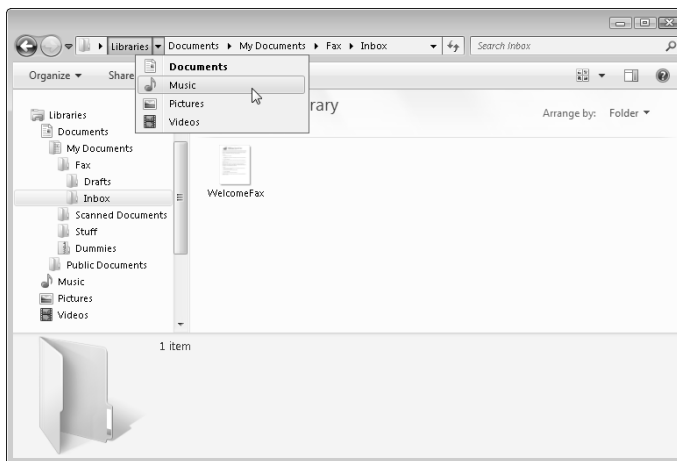 Libraries Documents My Documents Fax Inbox Search Inbox
Organize Share
Documents
Music
Pictures
Videos
rary
Arrange by: Folder
Libraries
Documents
My Documents
Fax
Drafts
Inbox
Scanned Documents
Stuff
Dummies
Public Documents
Music
Pictures
Videos
WelcomeFax
1 item